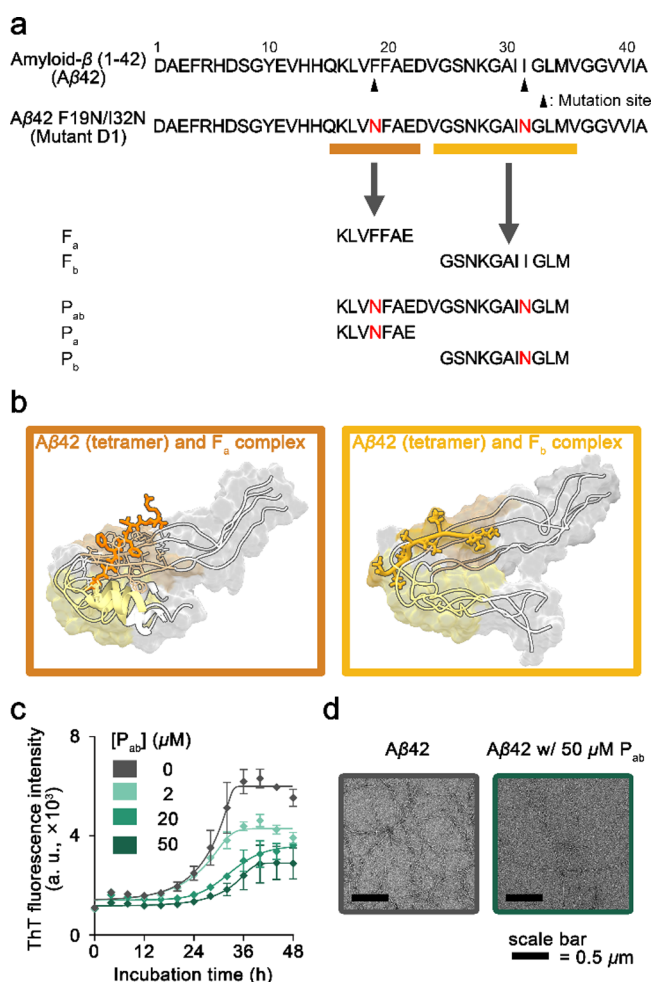 a
1 10 20 30 40
Amyloid-β (1-42) DAEFRHDSGYEVHHQKLVFFAEDVGSNKGAIIGLMVGGVVIA
(Aβ42)
▲: Mutation site
Aβ42 F19N/I32N DAEFRHDSGYEVHHQKLVNFAEDVGSNKGAINGLMVGGVVIA
(Mutant D1)
Fa KLVFFAE
Fb GSNKGAIIGLM
Pab KLVNFAEDVGSNKGAINGLM
Pa KLVNFAE
Pb GSNKGAINGLM
b
Aβ42 (tetramer) and Fa complex
Aβ42 (tetramer) and Fb complex
c
[Pab] (μM)
0
2
20
50
ThT fluorescence intensity
(a. u., × 10³)
8
4
0
0 12 24 36 48
Incubation time (h)
d
Aβ42
Aβ42 w/ 50 μM Pab
scale bar
= 0.5 μm